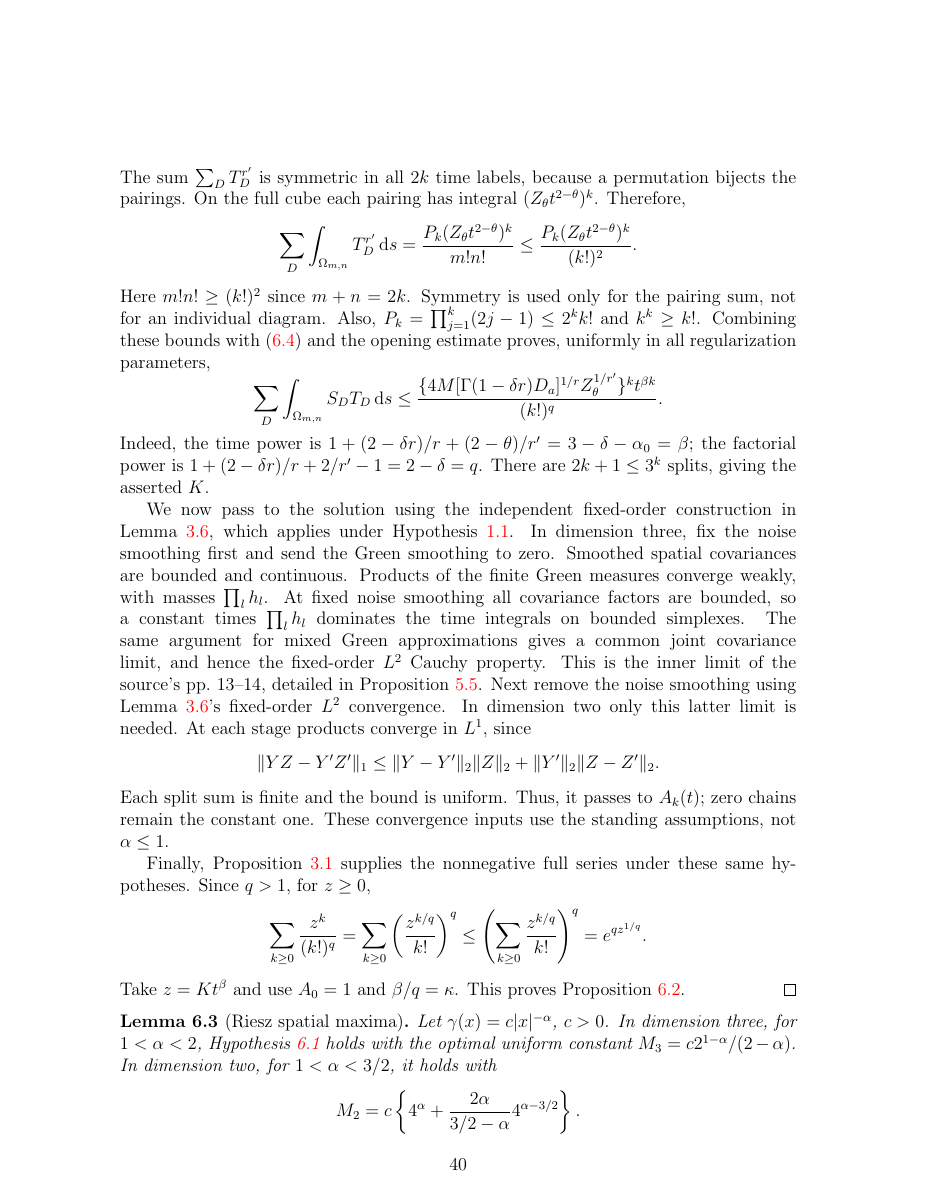 The sum ∑_D T_D^{r′} is symmetric in all 2k time labels, because a permutation bijects the
pairings. On the full cube each pairing has integral (Z_θ t^{2−θ})^k. Therefore,
∑_D ∫_{Ω_{m,n}} T_D^{r′} ds = P_k(Z_θ t^{2−θ})^k / m!n! ≤ P_k(Z_θ t^{2−θ})^k / (k!)^2.
Here m!n! ≥ (k!)^2 since m + n = 2k. Symmetry is used only for the pairing sum, not
for an individual diagram. Also, P_k = ∏_{j=1}^k (2j − 1) ≤ 2^k k! and k^k ≥ k!. Combining
these bounds with (6.4) and the opening estimate proves, uniformly in all regularization
parameters,
∑_D ∫_{Ω_{m,n}} S_D T_D ds ≤ {4M[Γ(1 − δr)D_a]^{1/r} Z_θ^{1/r′}}^k t^{βk} / (k!)^q.
Indeed, the time power is 1 + (2 − δr)/r + (2 − θ)/r′ = 3 − δ − α_0 = β; the factorial
power is 1 + (2 − δr)/r + 2/r′ − 1 = 2 − δ = q. There are 2k + 1 ≤ 3^k splits, giving the
asserted K.
We now pass to the solution using the independent fixed-order construction in
Lemma 3.6, which applies under Hypothesis 1.1. In dimension three, fix the noise
smoothing first and send the Green smoothing to zero. Smoothed spatial covariances
are bounded and continuous. Products of the finite Green measures converge weakly,
with masses ∏_l h_l. At fixed noise smoothing all covariance factors are bounded, so
a constant times ∏_l h_l dominates the time integrals on bounded simplexes. The
same argument for mixed Green approximations gives a common joint covariance
limit, and hence the fixed-order L^2 Cauchy property. This is the inner limit of the
source's pp. 13–14, detailed in Proposition 5.5. Next remove the noise smoothing using
Lemma 3.6's fixed-order L^2 convergence. In dimension two only this latter limit is
needed. At each stage products converge in L^1, since
‖YZ − Y′Z′‖_1 ≤ ‖Y − Y′‖_2‖Z‖_2 + ‖Y′‖_2‖Z − Z′‖_2.
Each split sum is finite and the bound is uniform. Thus, it passes to A_k(t); zero chains
remain the constant one. These convergence inputs use the standing assumptions, not
α ≤ 1.
Finally, Proposition 3.1 supplies the nonnegative full series under these same hy-
potheses. Since q > 1, for z ≥ 0,
∑_{k≥0} z^k / (k!)^q = ∑_{k≥0} (z^{k/q} / k!)^q ≤ (∑_{k≥0} z^{k/q} / k!)^q = e^{qz^{1/q}}.
Take z = Kt^β and use A_0 = 1 and β/q = κ. This proves Proposition 6.2. □
Lemma 6.3 (Riesz spatial maxima). Let γ(x) = c|x|^{−α}, c > 0. In dimension three, for
1 < α < 2, Hypothesis 6.1 holds with the optimal uniform constant M_3 = c2^{1−α}/(2 − α).
In dimension two, for 1 < α < 3/2, it holds with
M_2 = c {4^α + 2α / (3/2 − α) 4^{α−3/2}}.
40